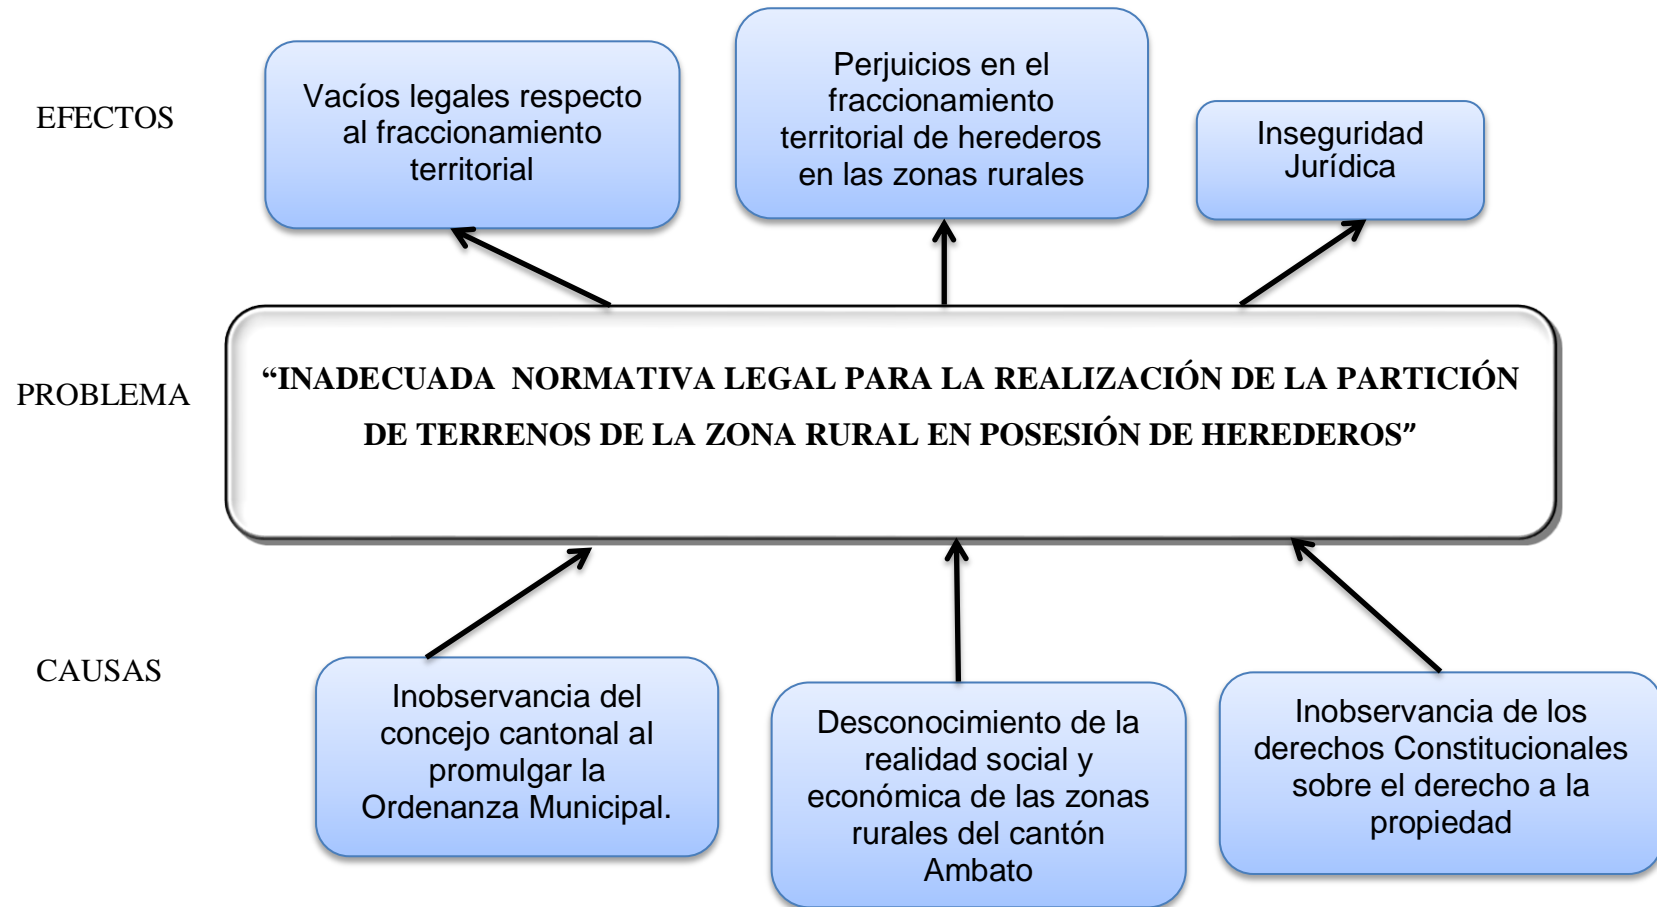 EFECTOS
Vacíos legales respecto
al fraccionamiento
territorial
Perjuicios en el
fraccionamiento
territorial de herederos
en las zonas rurales
Inseguridad
Jurídica
PROBLEMA
“INADECUADA  NORMATIVA LEGAL PARA LA REALIZACIÓN DE LA PARTICIÓN
DE TERRENOS DE LA ZONA RURAL EN POSESIÓN DE HEREDEROS”
CAUSAS
Inobservancia del
concejo cantonal al
promulgar la
Ordenanza Municipal.
Desconocimiento de la
realidad social y
económica de las zonas
rurales del cantón
Ambato
Inobservancia de los
derechos Constitucionales
sobre el derecho a la
propiedad